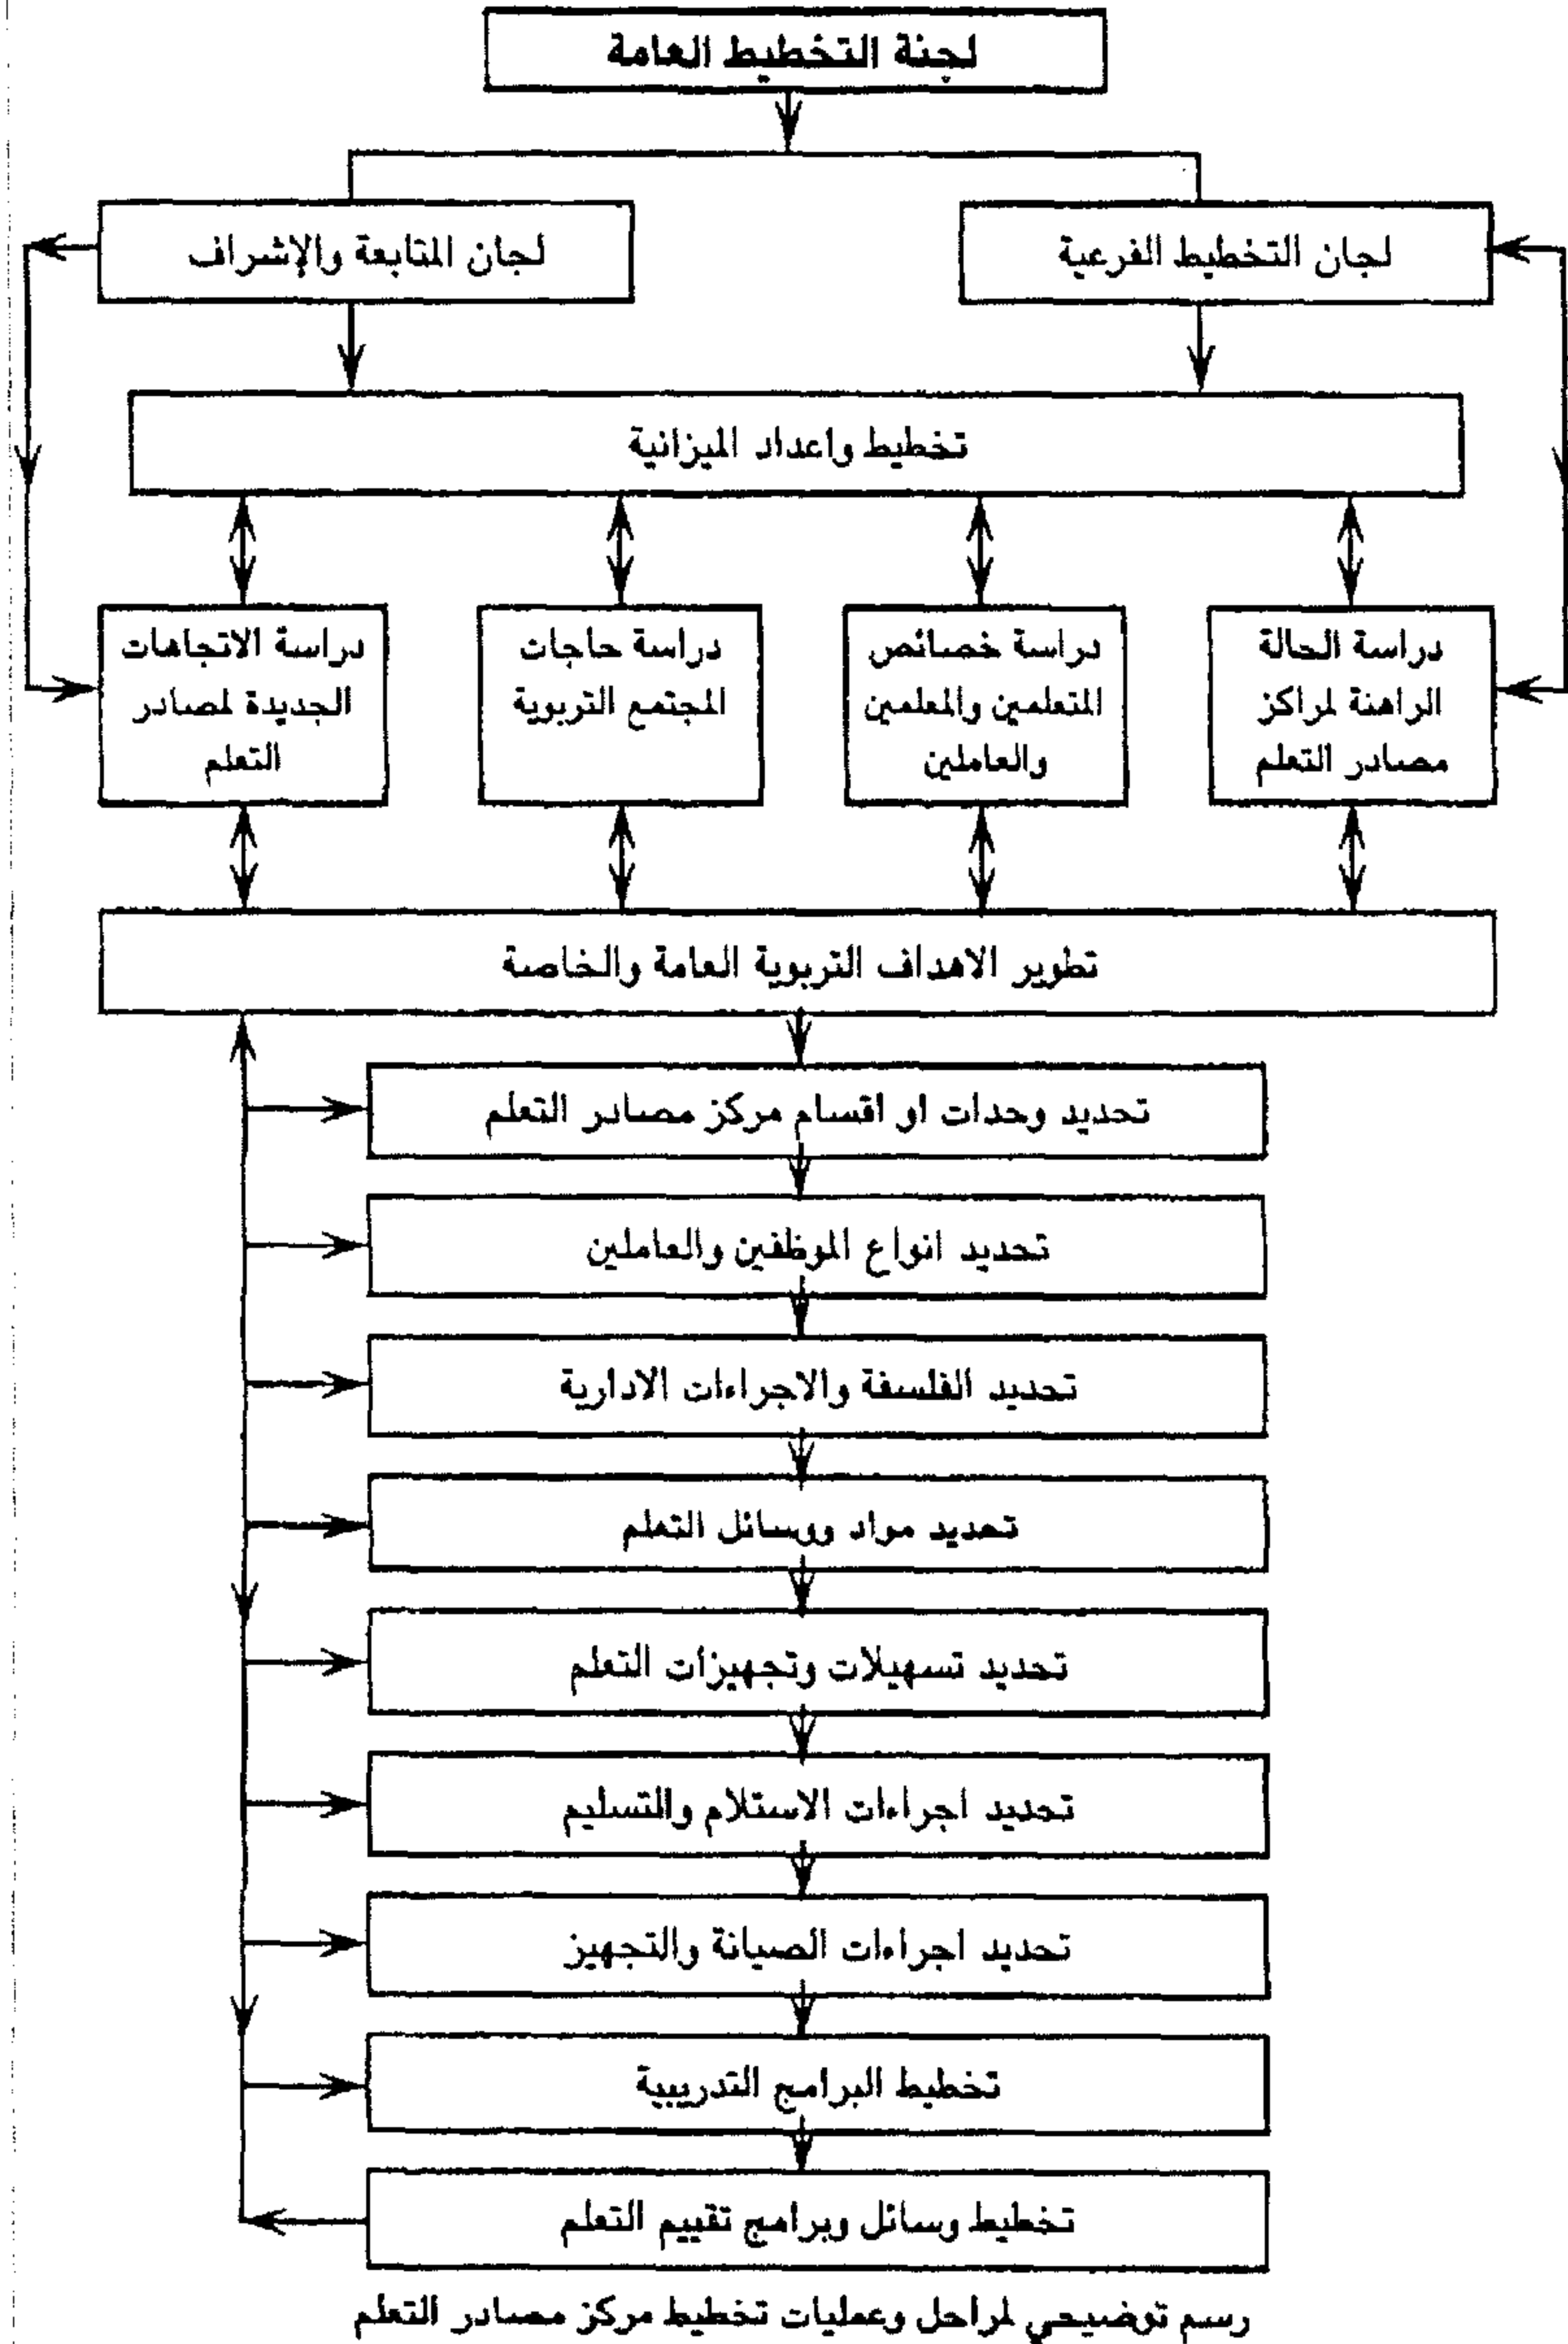 لجنة التخطيط العامة
لجان التخطيط الفرعية
لجان المتابعة والإشراف
تخطيط واعداد الميزانية
دراسة الحالة
الراهنة لمراكز
مصادر التعلم
دراسة خصائص
المتعلمين والمعلمين
والعاملين
دراسة حاجات
المجتمع التربوية
دراسة الاتجاهات
الجديدة لمصادر
التعلم
تطوير الاهداف التربوية العامة والخاصة
تحديد وحدات او اقسام مركز مصادر التعلم
تحديد انواع الموظفين والعاملين
تحديد الفلسفة والاجراءات الادارية
تحديد مواد ووسائل التعلم
تحديد تسهيلات وتجهيزات التعلم
تحديد اجراءات الاستلام والتسليم
تحديد اجراءات الصيانة والتجهيز
تخطيط البرامج التدريبية
تخطيط وسائل وبرامج تقييم التعلم
رسم توضيحي لمراحل وعمليات تخطيط مركز مصادر التعلم